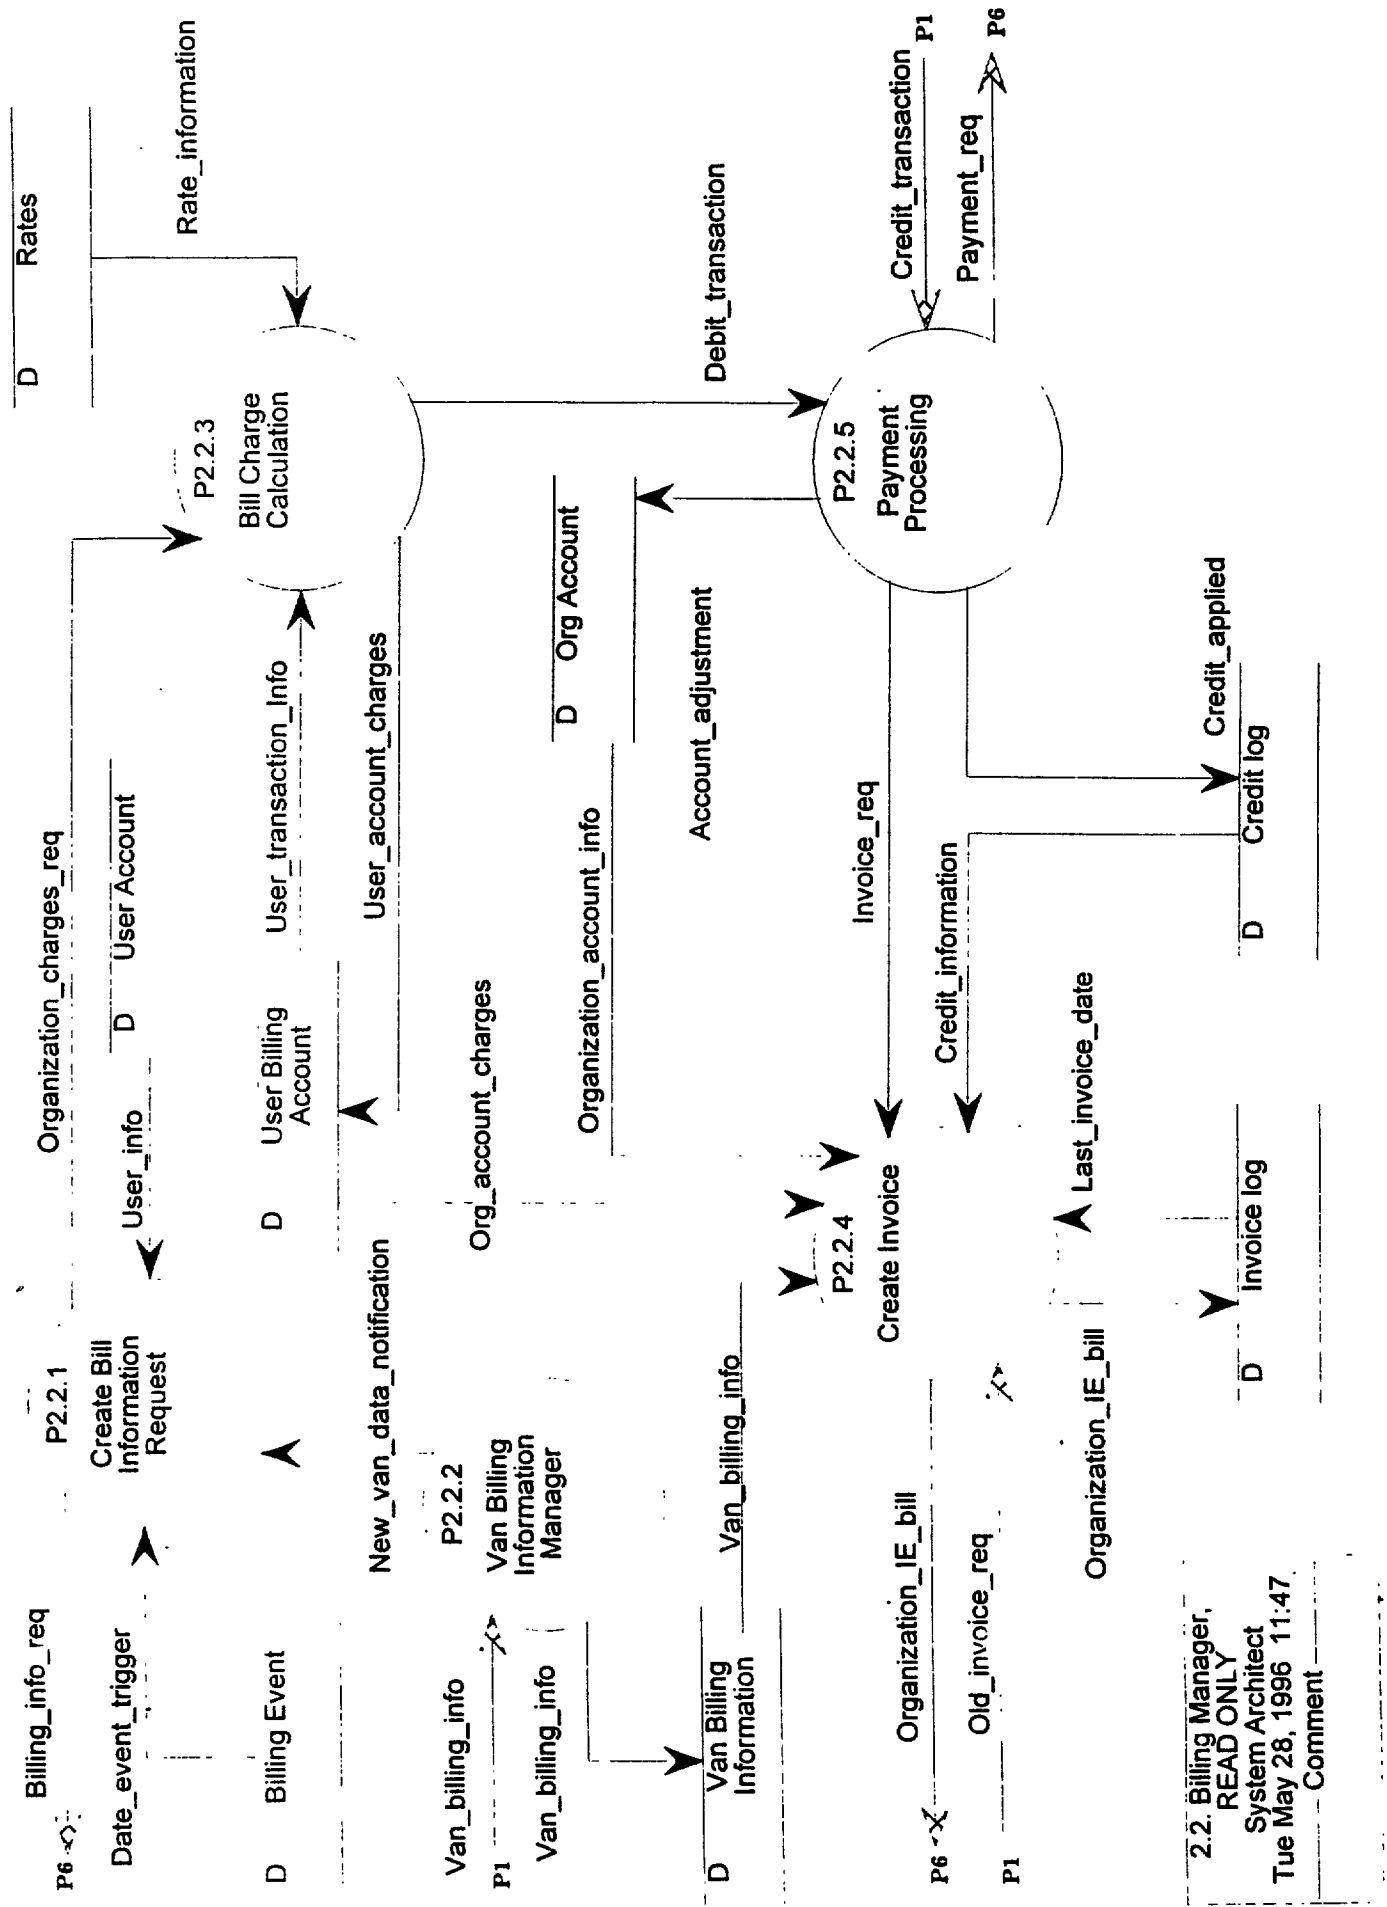 Billing_info_req
P6
Date_event_trigger
P2.2.1
Create Bill
Information
Request
Organization_charges_req
User_info
D User Account
P2.2.3
Bill Charge
Calculation
D Rates
Rate_information
D Billing Event
New_van_data_notification
D User Billing
Account
User_transaction_Info
User_account_charges
Van_billing_info
P1
Van_billing_info
P2.2.2
Van Billing
Information
Manager
Org_account_charges
Organization_account_info
D Org Account
Account_adjustment
Debit_transaction
D Van Billing
Information
Van_billing_info
P2.2.4
Create Invoice
Invoice_req
Credit_information
P2.2.5
Payment
Processing
Credit_transaction
P1
Payment_req
P6
Organization_IE_bill
P6
Old_invoice_req
P1
Organization_IE_bill
Last_invoice_date
D Invoice log
Credit_applied
D Credit log
2.2. Billing Manager,
READ ONLY
System Architect
Tue May 28, 1996 11:47
Comment